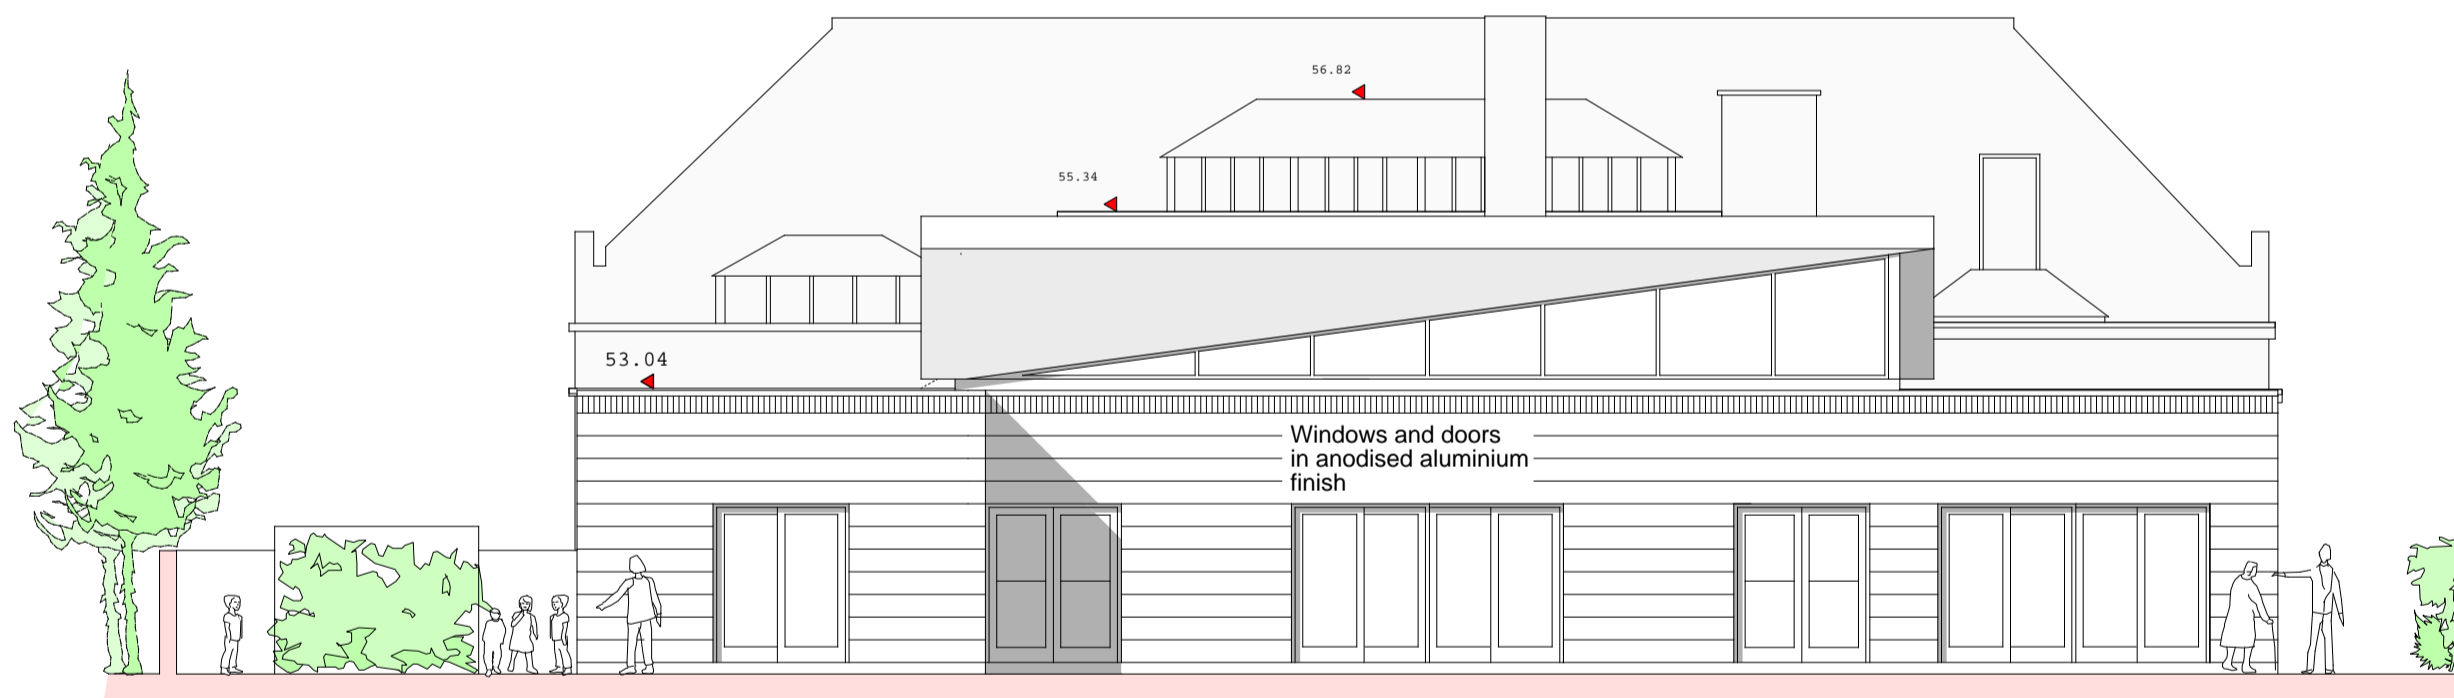 56.82
55.34
53.04
Windows and doors
in anodised aluminium
finish